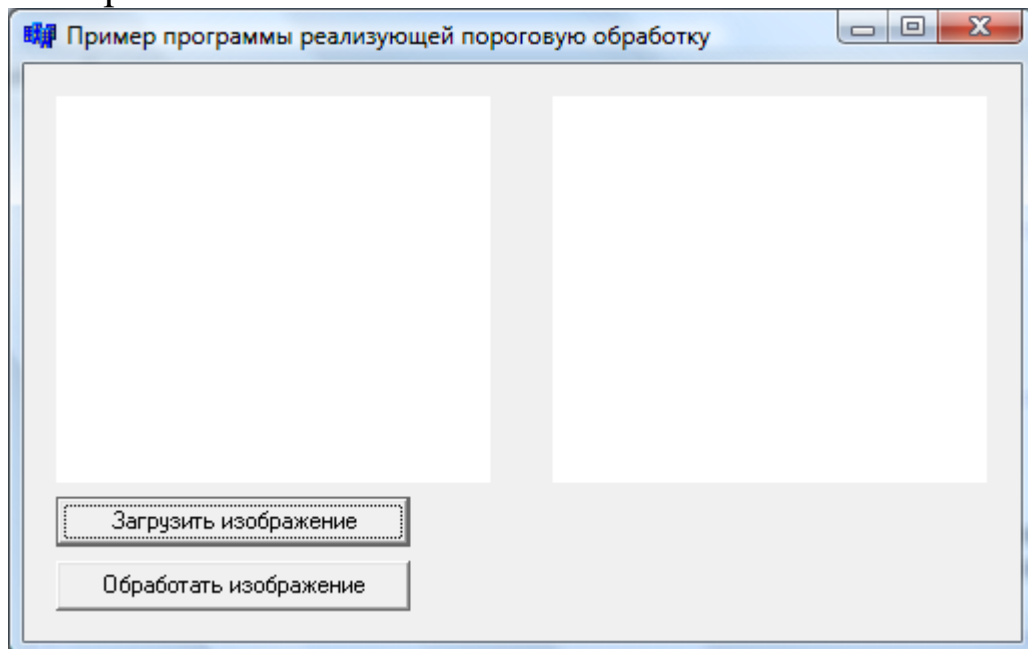 Пример программы реализующей пороговую обработку
Загрузить изображение
Обработать изображение